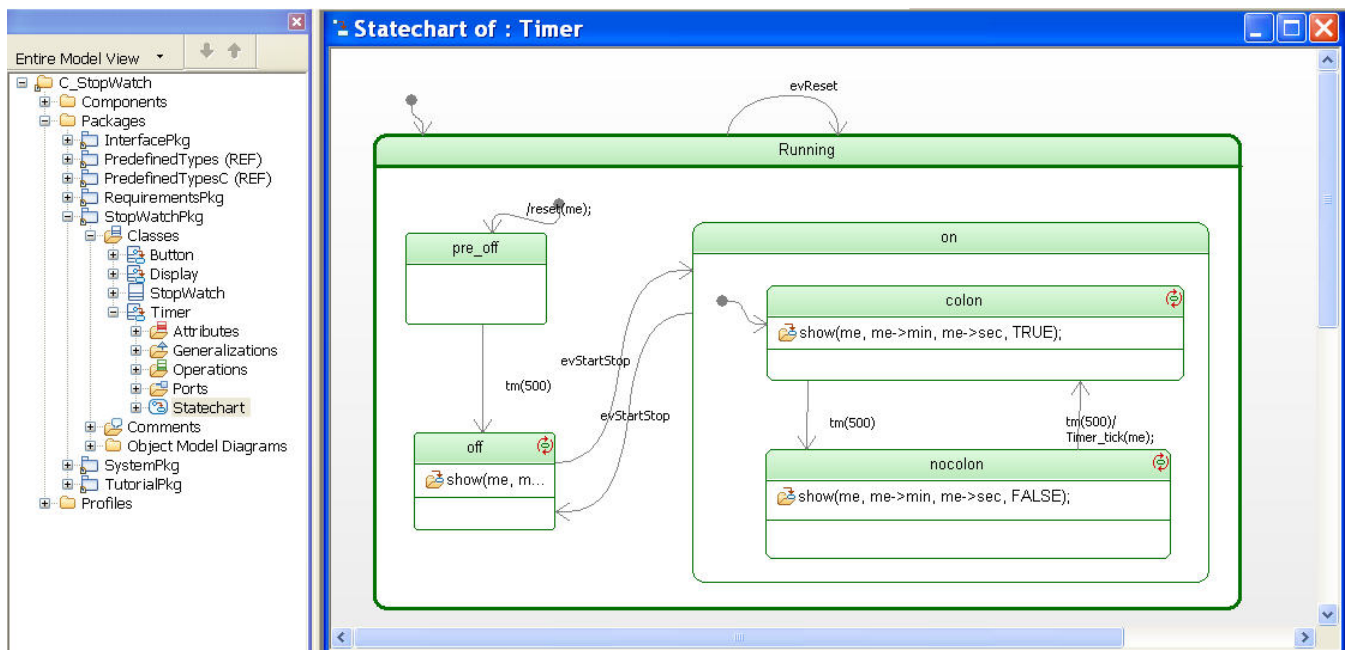 Entire Model View
C_StopWatch
Components
Packages
InterfacePkg
PredefinedTypes (REF)
PredefinedTypesC (REF)
RequirementsPkg
StopWatchPkg
Classes
Button
Display
StopWatch
Timer
Attributes
Generalizations
Operations
Ports
Statechart
Comments
Object Model Diagrams
SystemPkg
TutorialPkg
Profiles
Statechart of : Timer
evReset
Running
/reset(me);
pre_off
on
colon
show(me, me->min, me->sec, TRUE);
evStartStop
tm(500)
evStartStop
tm(500)
tm(500)/
Timer_tick(me);
off
show(me, m...
nocolon
show(me, me->min, me->sec, FALSE);